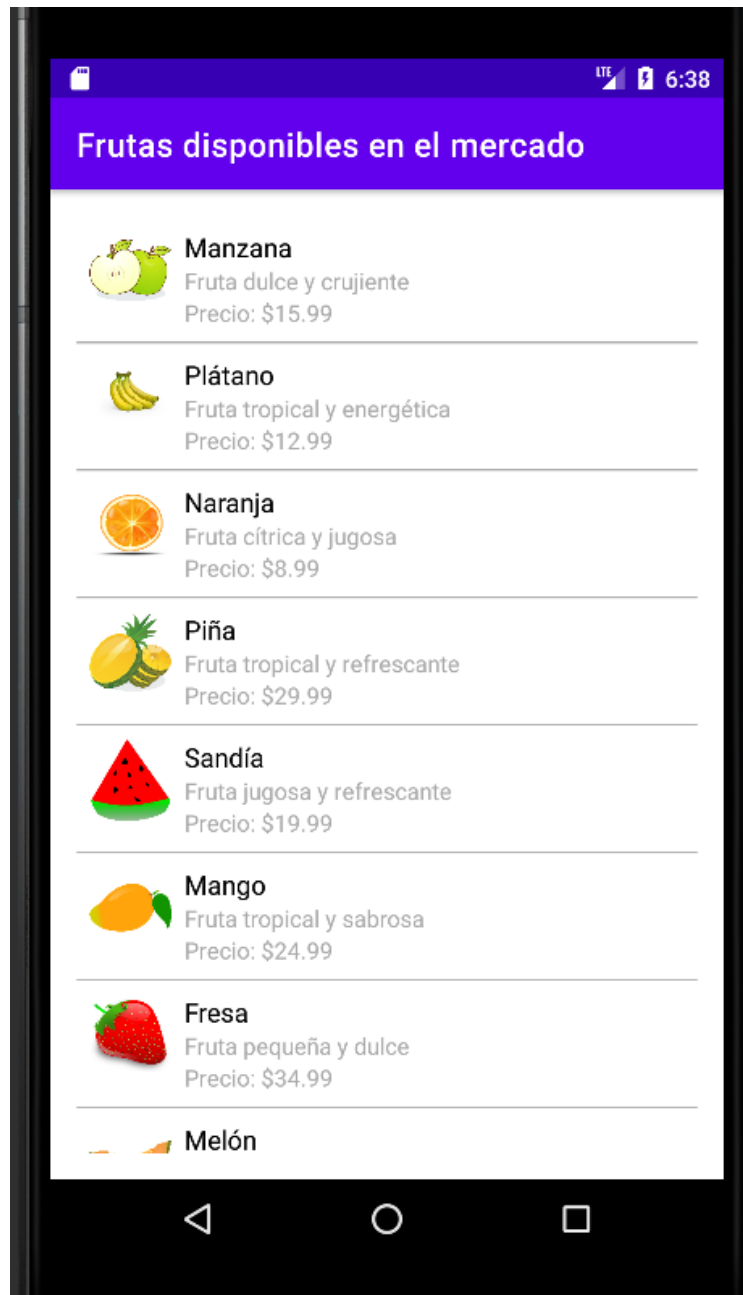 LTE 6:38
Frutas disponibles en el mercado
Manzana
Fruta dulce y crujiente
Precio: $15.99
Plátano
Fruta tropical y energética
Precio: $12.99
Naranja
Fruta cítrica y jugosa
Precio: $8.99
Piña
Fruta tropical y refrescante
Precio: $29.99
Sandía
Fruta jugosa y refrescante
Precio: $19.99
Mango
Fruta tropical y sabrosa
Precio: $24.99
Fresa
Fruta pequeña y dulce
Precio: $34.99
Melón